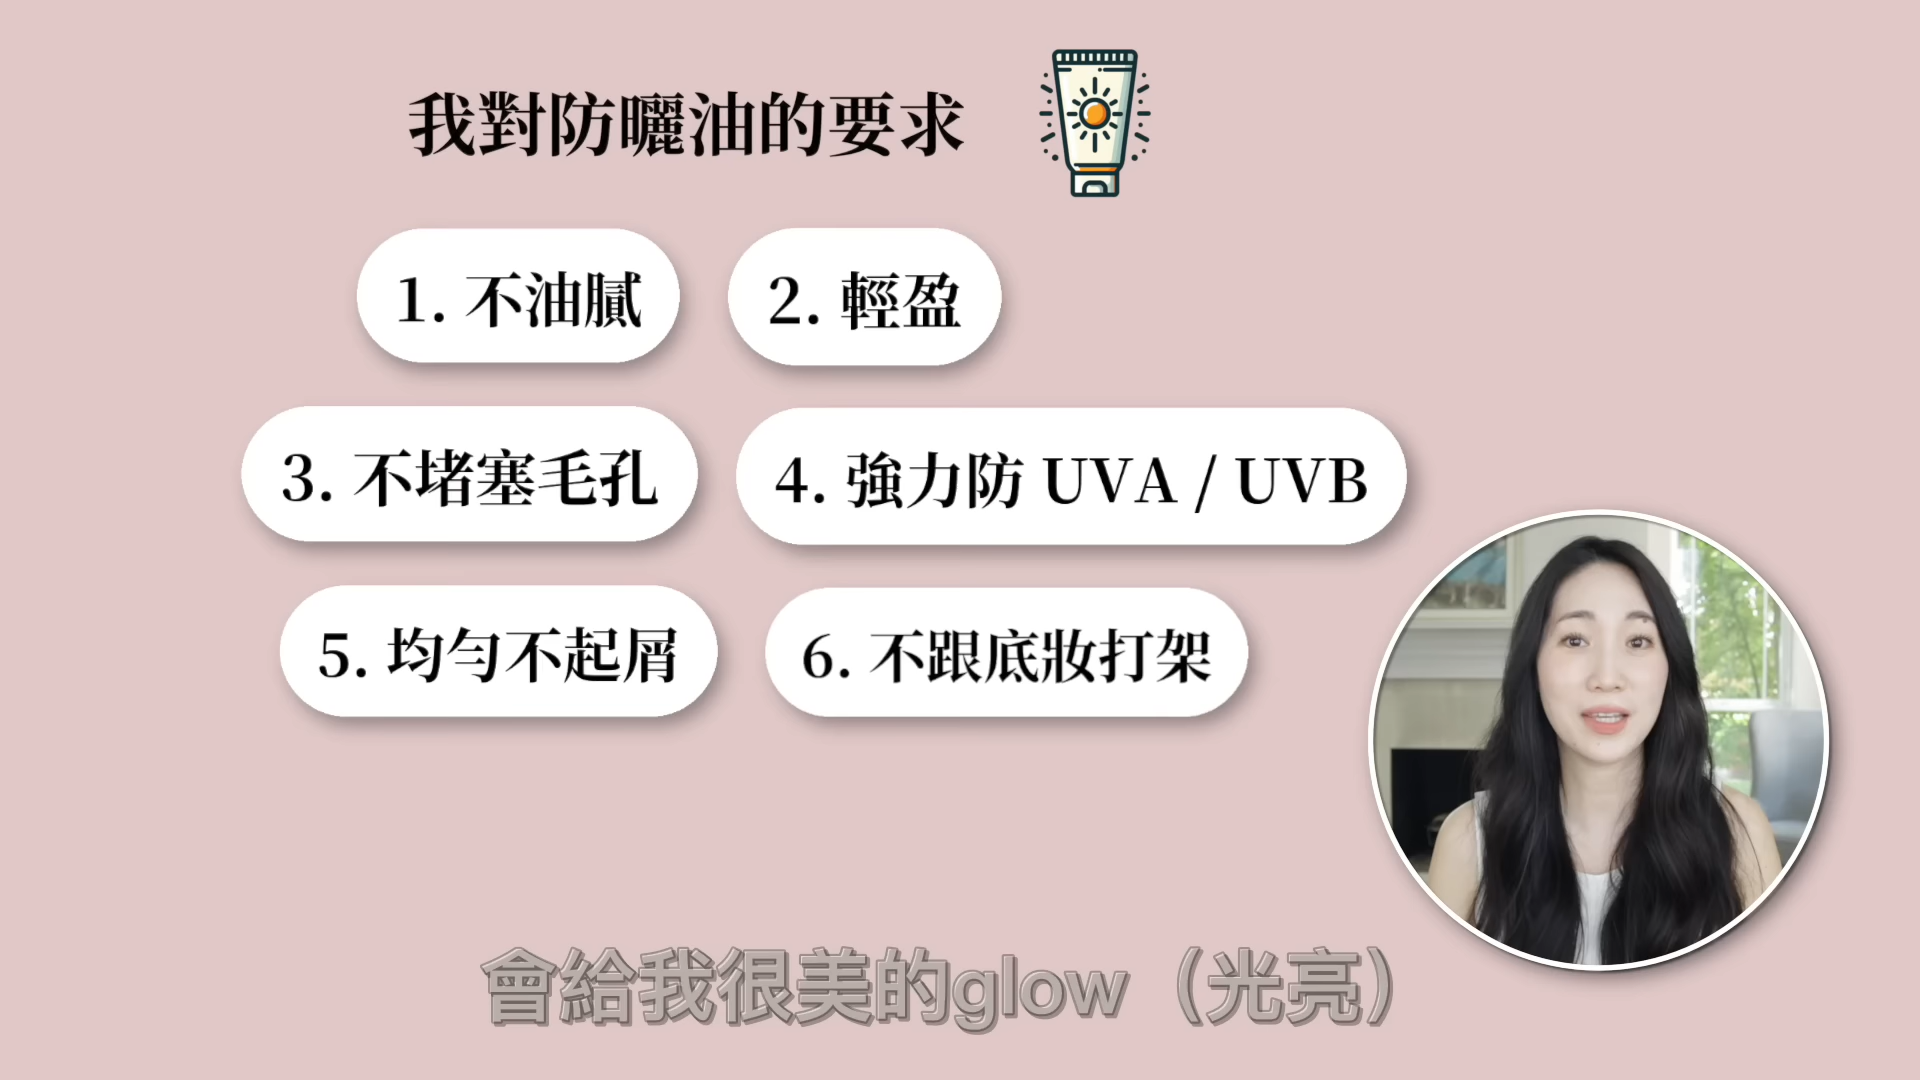 我對防曬油的要求
1. 不油膩
2. 輕盈
3. 不堵塞毛孔
4. 強力防 UVA / UVB
5. 均勻不起屑
6. 不跟底妝打架
會給我很美的glow（光亮）